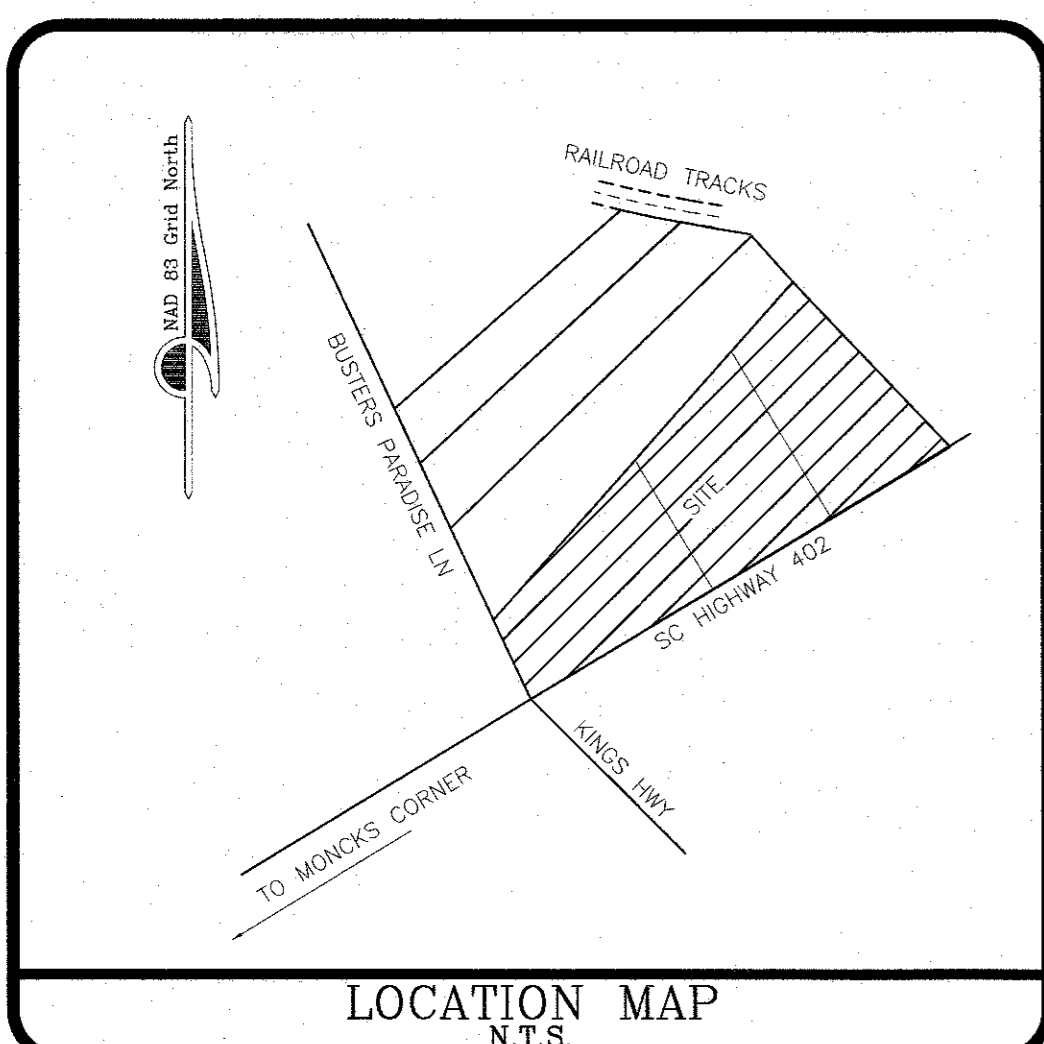 NAD 83 Grid North
RAILROAD TRACKS
BUSTERS PARADISE LN
SITE
SC HIGHWAY 402
KINGS HWY
TO MONCKS CORNER
LOCATION MAP
N.T.S.